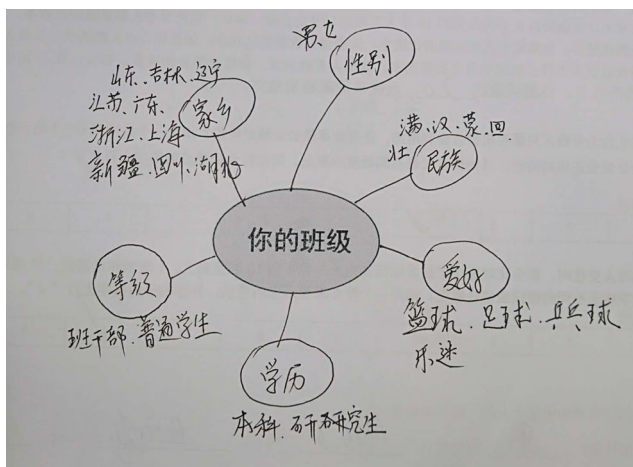 男、女
性别
山东、吉林、辽宁
江苏、广东、
浙江、上海
新疆、四川、湖北
家乡
满、汉、蒙、回
壮
民族
你的班级
等级
班干部、普通学生
爱好
篮球、足球、乒乓球
乐迷
学历
本科、研究生